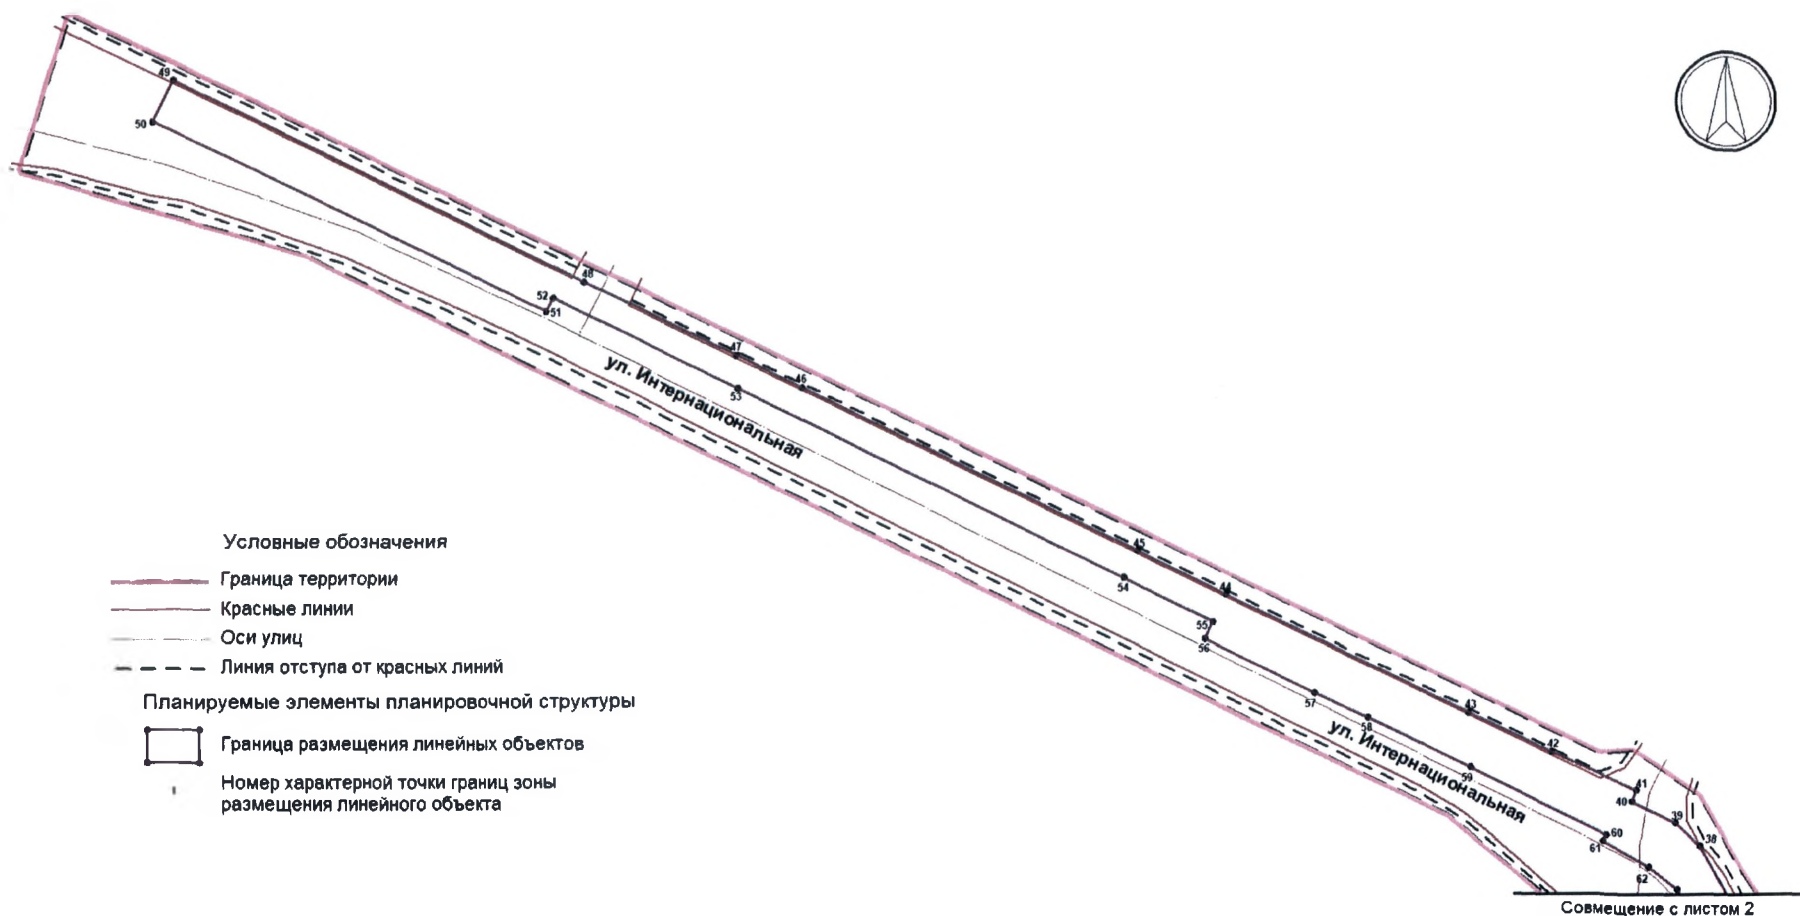 49
50
48
52
51
47
46
53
ул. Интернациональная
45
54
44
55
56
57
58
43
42
ул. Интернациональная
59
41
40
39
38
60
61
62
Условные обозначения
Граница территории
Красные линии
Оси улиц
Линия отступа от красных линий
Планируемые элементы планировочной структуры
Граница размещения линейных объектов
Номер характерной точки границ зоны
размещения линейного объекта
Совмещение с листом 2